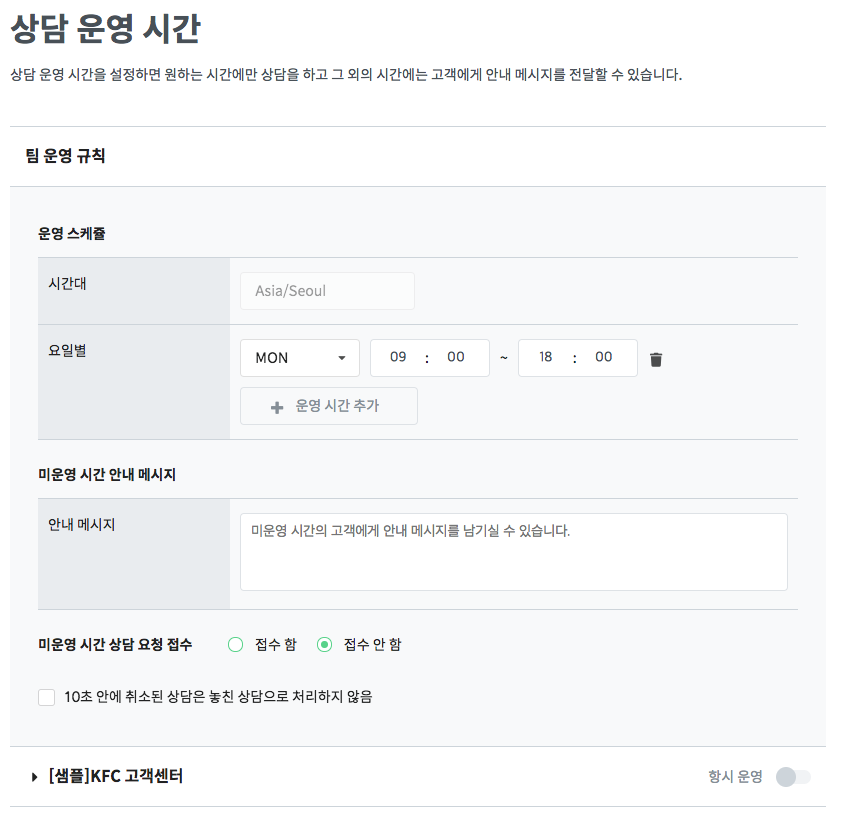 상담 운영 시간
상담 운영 시간을 설정하면 원하는 시간에만 상담을 하고 그 외의 시간에는 고객에게 안내 메시지를 전달할 수 있습니다.
팀 운영 규칙
운영 스케쥴
시간대
Asia/Seoul
요일별
MON 09 : 00 ~ 18 : 00
+ 운영 시간 추가
미운영 시간 안내 메시지
안내 메시지
미운영 시간의 고객에게 안내 메시지를 남기실 수 있습니다.
미운영 시간 상담 요청 접수 접수 함 접수 안 함
10초 안에 취소된 상담은 놓친 상담으로 처리하지 않음
[샘플]KFC 고객센터 항시 운영